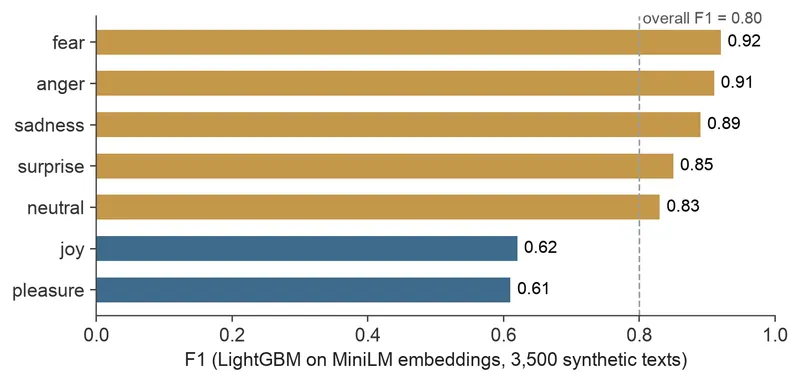 overall F1 = 0.80
fear 0.92
anger 0.91
sadness 0.89
surprise 0.85
neutral 0.83
joy 0.62
pleasure 0.61
0.0 0.2 0.4 0.6 0.8 1.0
F1 (LightGBM on MiniLM embeddings, 3,500 synthetic texts)